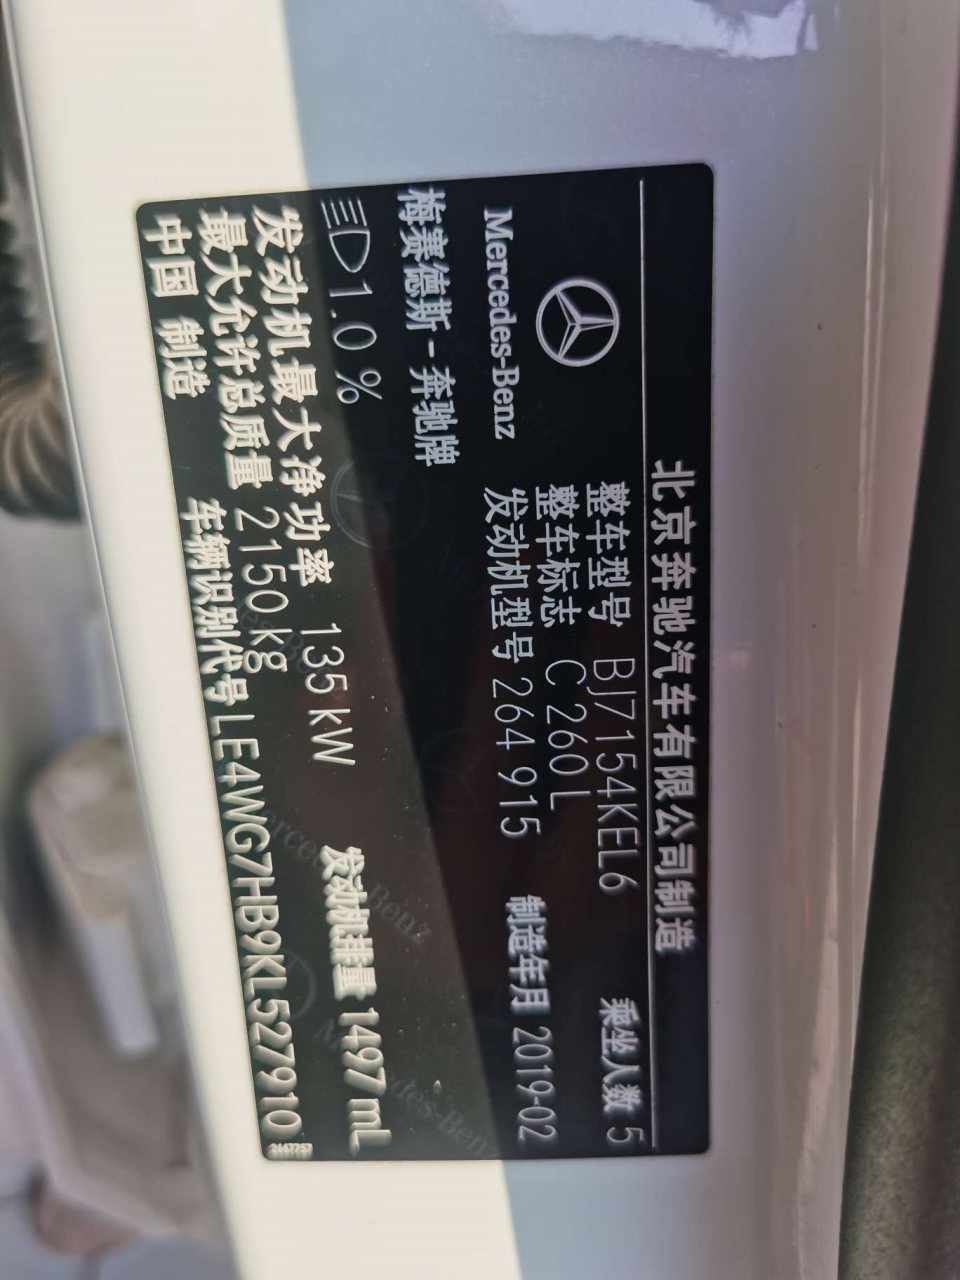 北京奔驰汽车有限公司制造
整车型号 BJ7154KEL6 乘坐人数 5
整车标志 C 260 L
Mercedes-Benz 发动机型号 264 915 制造年月 2019-02
梅赛德斯-奔驰牌
1.0 %
发动机最大净功率 135 kW 发动机排量 1497 mL
最大允许总质量 2150 kg
中国 制造 车辆识别代号 LE4WG7HB9KL527910
2667757